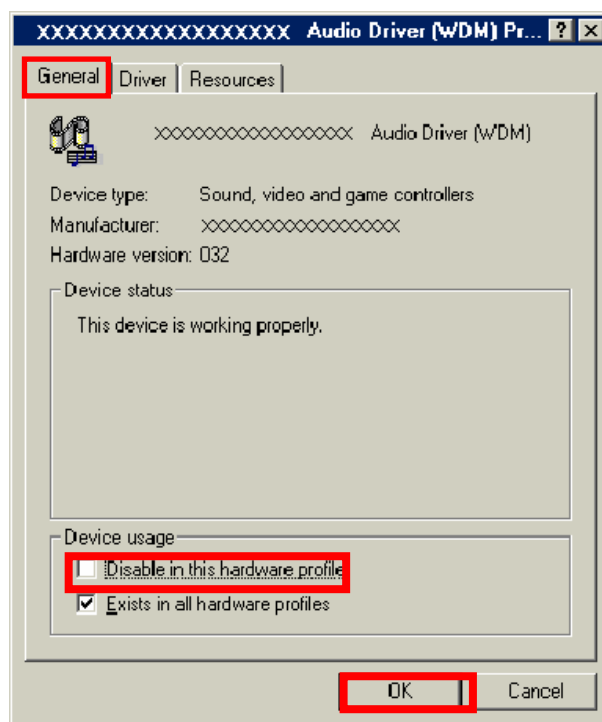 XXXXXXXXXXXXXXXXXX Audio Driver (WDM) Pr... ? X
General Driver Resources
XXXXXXXXXXXXXXXXXXX Audio Driver (WDM)
Device type: Sound, video and game controllers
Manufacturer: XXXXXXXXXXXXXXXXXXX
Hardware version: 032
Device status
This device is working properly.
Device usage
Disable in this hardware profile
Exists in all hardware profiles
OK Cancel